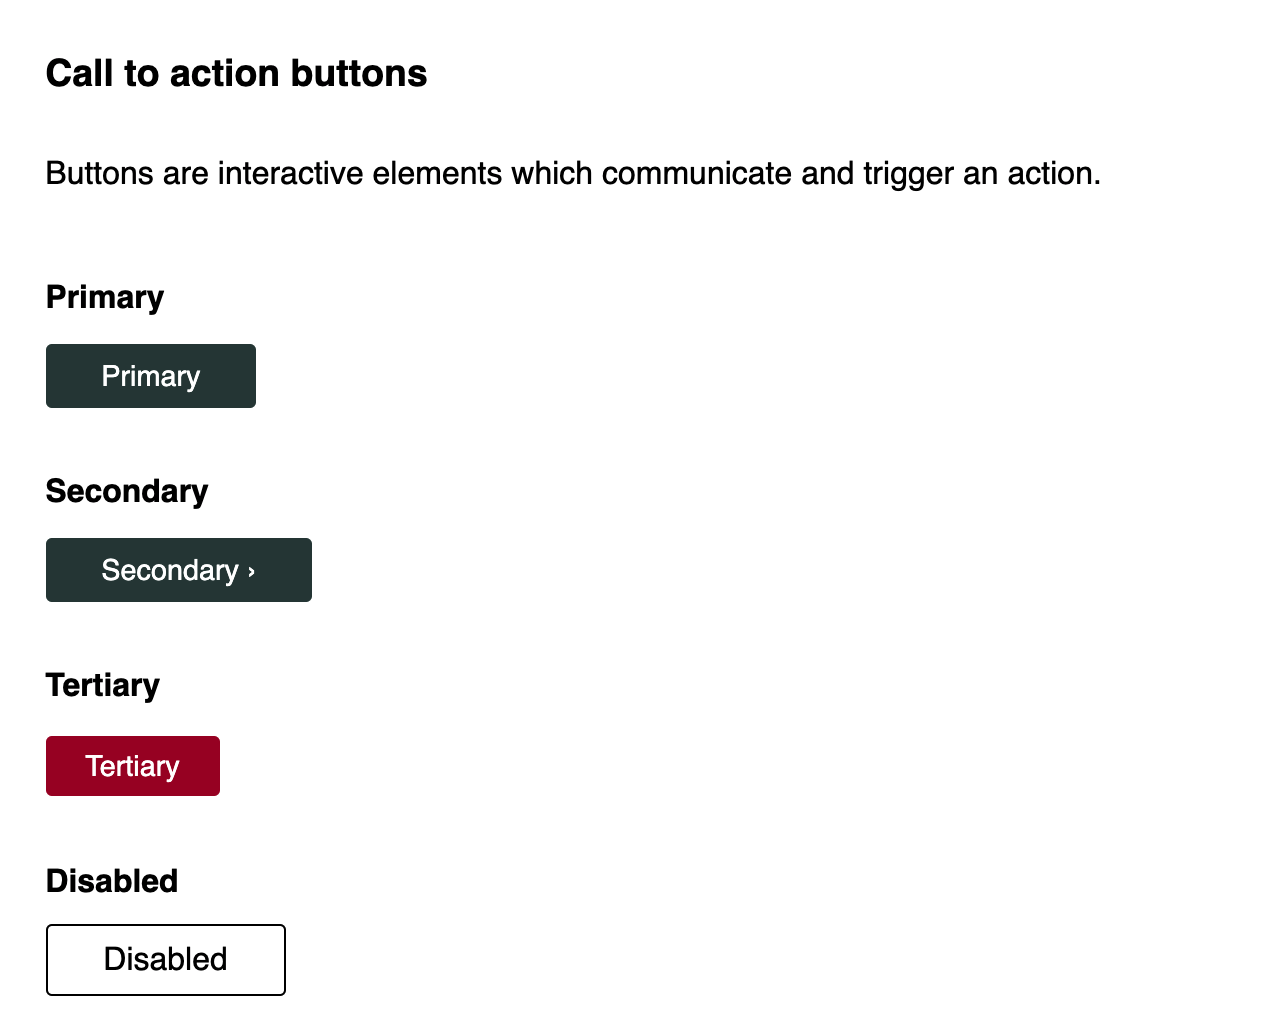 Call to action buttons
Buttons are interactive elements which communicate and trigger an action.
Primary
Primary
Secondary
Secondary ›
Tertiary
Tertiary
Disabled
Disabled